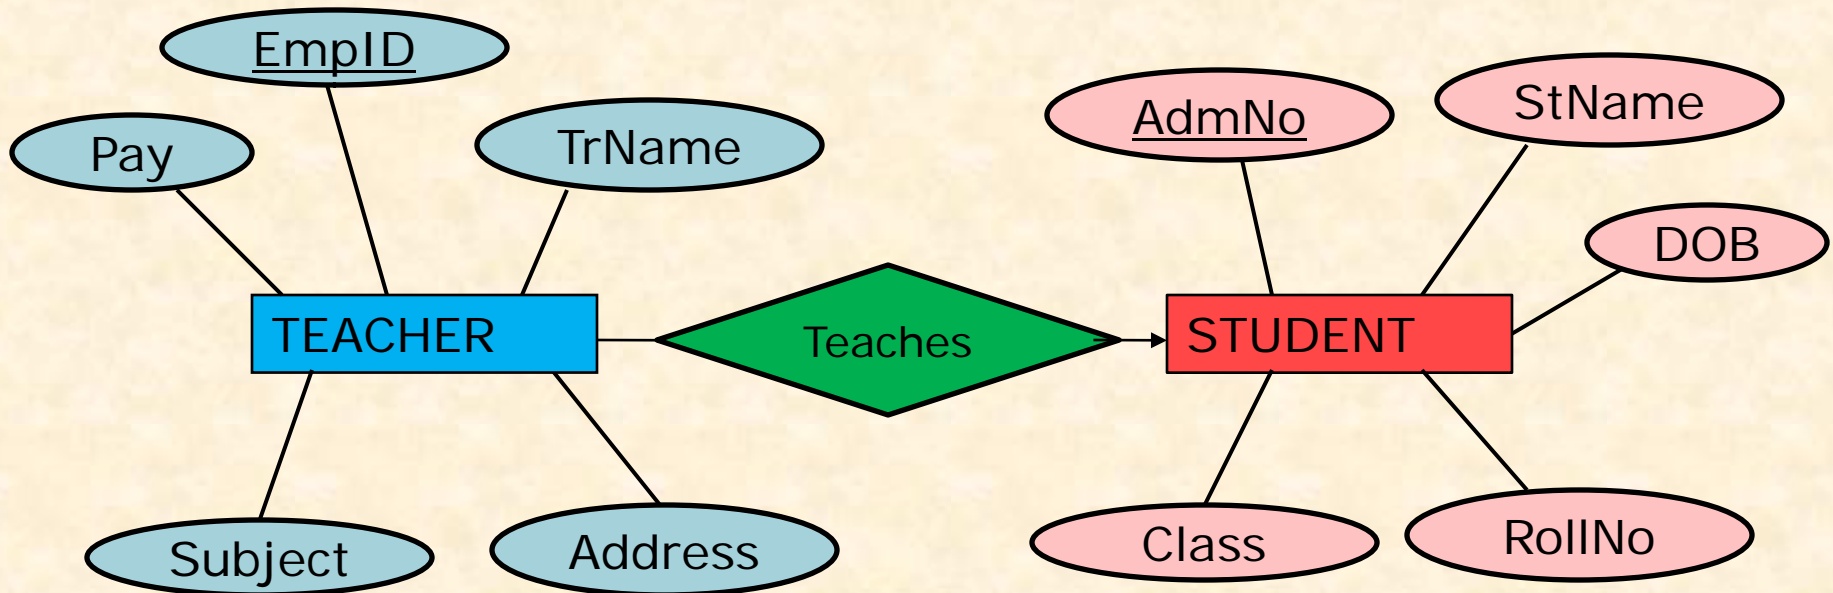 EmpID
Pay
TrName
AdmNo
StName
DOB
TEACHER
Teaches
STUDENT
Subject
Address
Class
RollNo